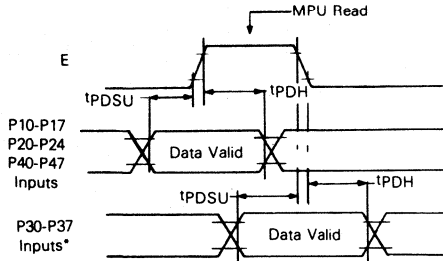 MPU Read
E
tPDSU
tPDH
P10-P17
P20-P24
P40-P47
Inputs
Data Valid
tPDSU
tPDH
P30-P37
Inputs*
Data Valid